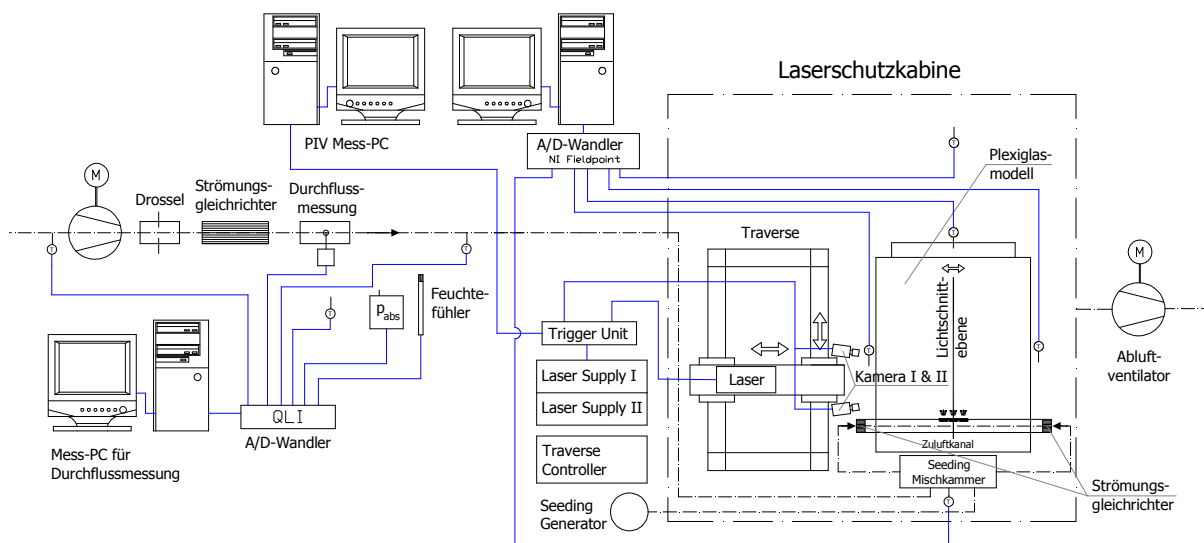 Laserschutzkabine
PIV Mess-PC
A/D-Wandler
NI Fieldpoint
Plexiglas-
modell
M
Drossel
Strömungs-
gleichrichter
Durchfluss-
messung
T
T
T
T
T
T
T
T
Traverse
M
Feuchte-
fühler
Pabs
Lichtschnitt-
ebene
Trigger Unit
Abluft-
ventilator
Laser Supply I
Laser
Kamera I & II
Laser Supply II
QLI
A/D-Wandler
Mess-PC für
Durchflussmessung
Traverse
Controller
Zuluftkanal
Seeding
Mischkammer
Strömungs-
gleichrichter
Seeding
Generator